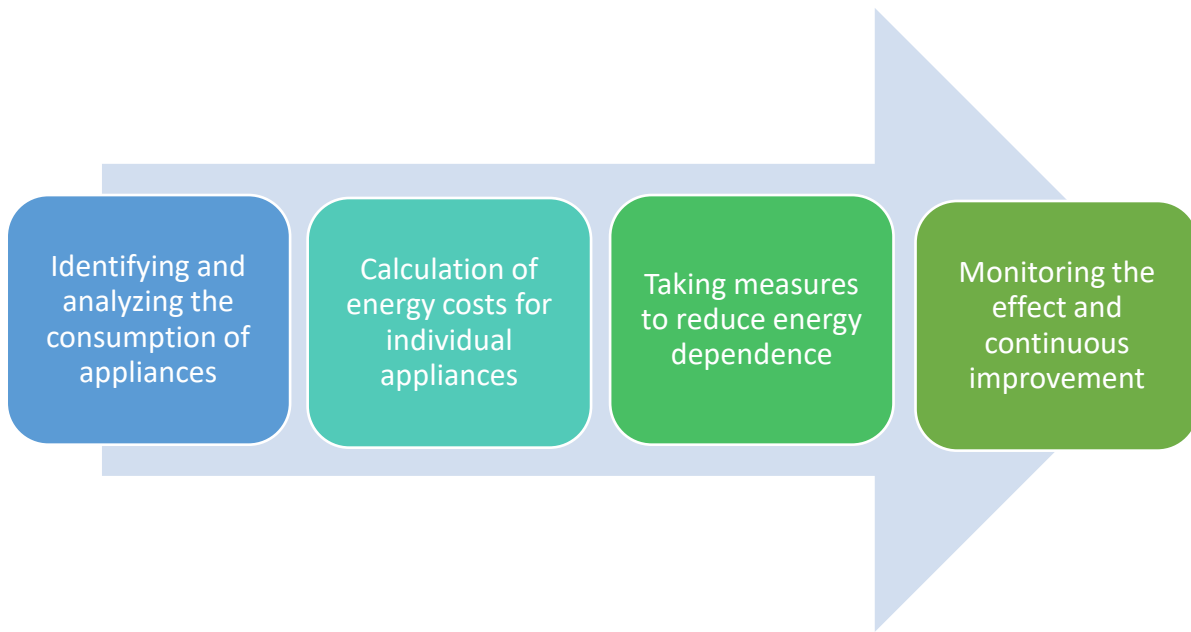 Identifying and
analyzing the
consumption of
appliances
Calculation of
energy costs for
individual
appliances
Taking measures
to reduce energy
dependence
Monitoring the
effect and
continuous
improvement